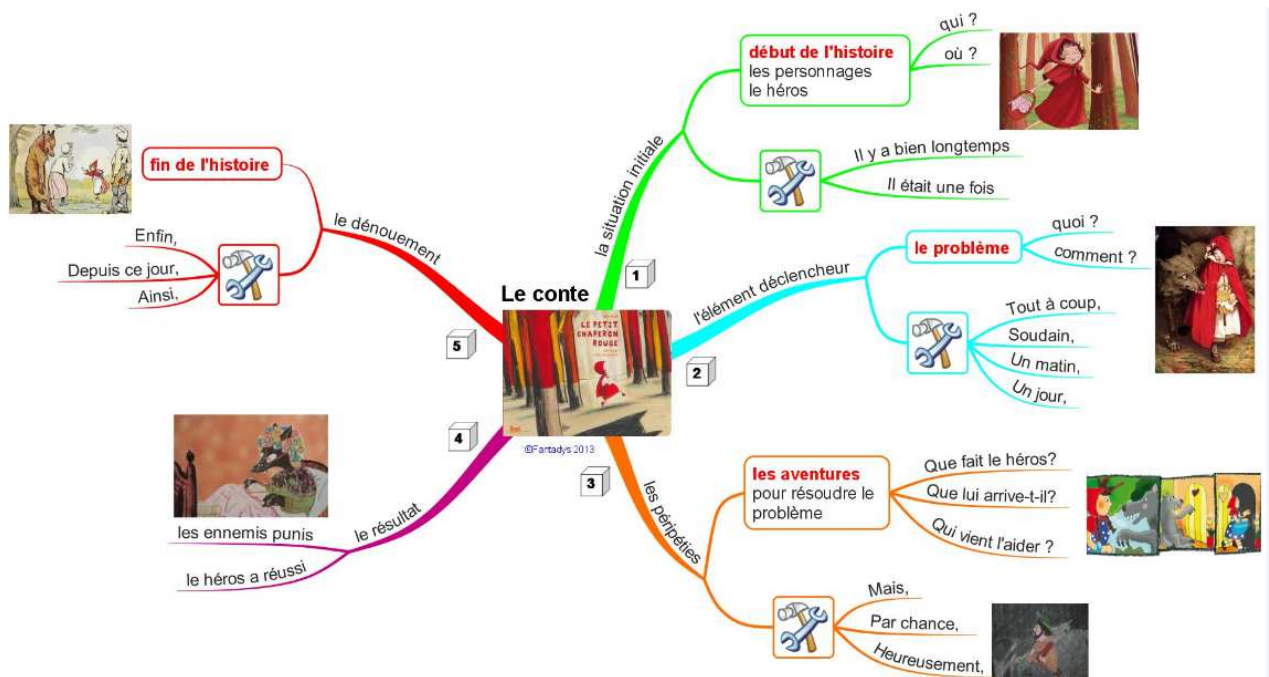 Le conte
LE PETIT
CHAPERON
ROUGE
©Fantadys 2013
1
la situation initiale
début de l'histoire
les personnages
le héros
qui ?
où ?
Il y a bien longtemps
Il était une fois
2
l'élément déclencheur
le problème
quoi ?
comment ?
Tout à coup,
Soudain,
Un matin,
Un jour,
3
les péripéties
les aventures
pour résoudre le
problème
Que fait le héros?
Que lui arrive-t-il?
Qui vient l'aider ?
Mais,
Par chance,
Heureusement,
4
le résultat
les ennemis punis
le héros a réussi
5
le dénouement
fin de l'histoire
Enfin,
Depuis ce jour,
Ainsi,